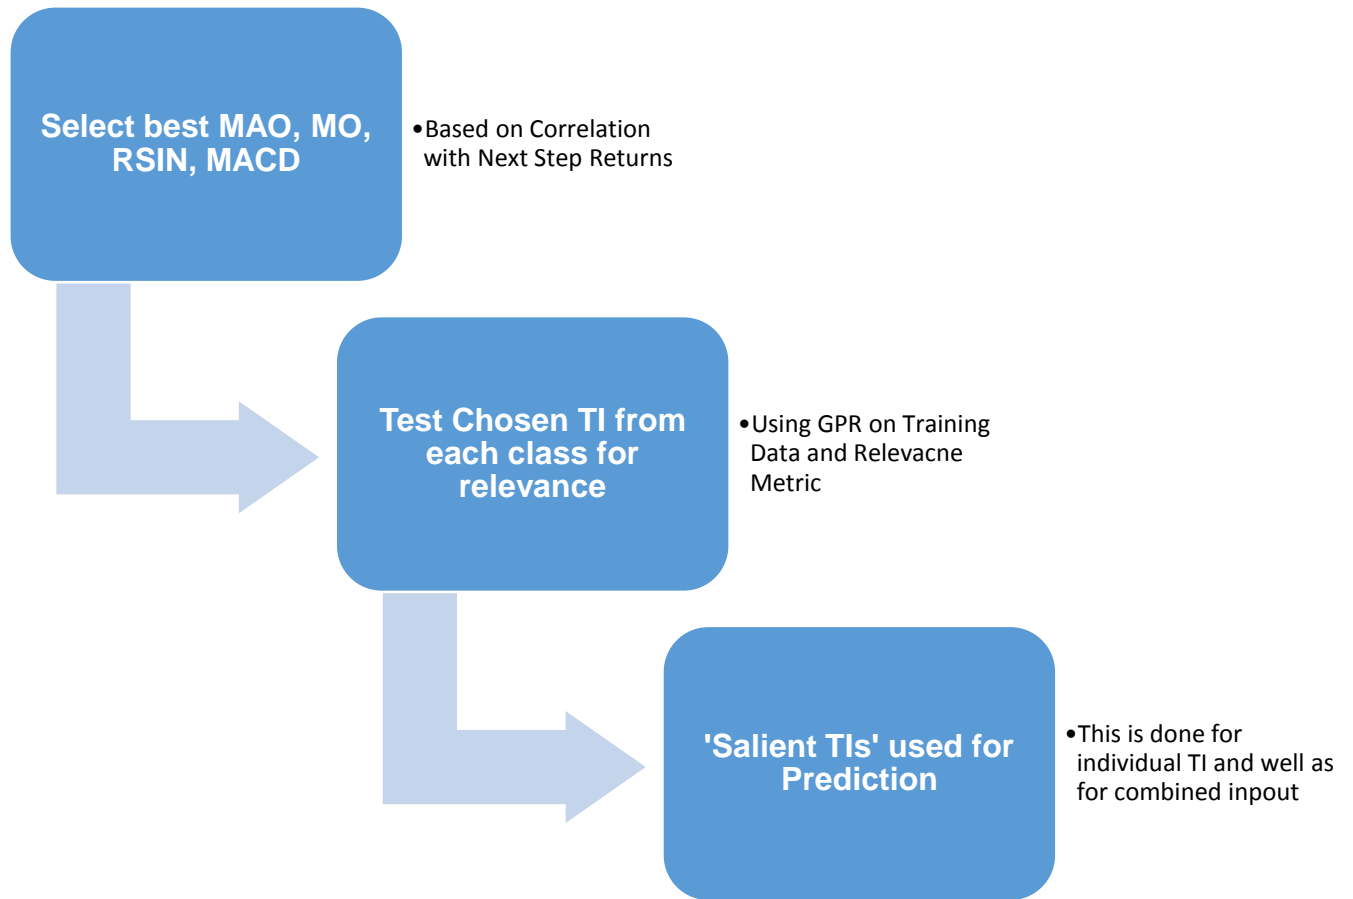 Select best MAO, MO,
RSIN, MACD
•Based on Correlation
with Next Step Returns
Test Chosen TI from
each class for
relevance
•Using GPR on Training
Data and Relevacne
Metric
'Salient TIs' used for
Prediction
•This is done for
individual TI and well as
for combined inpout